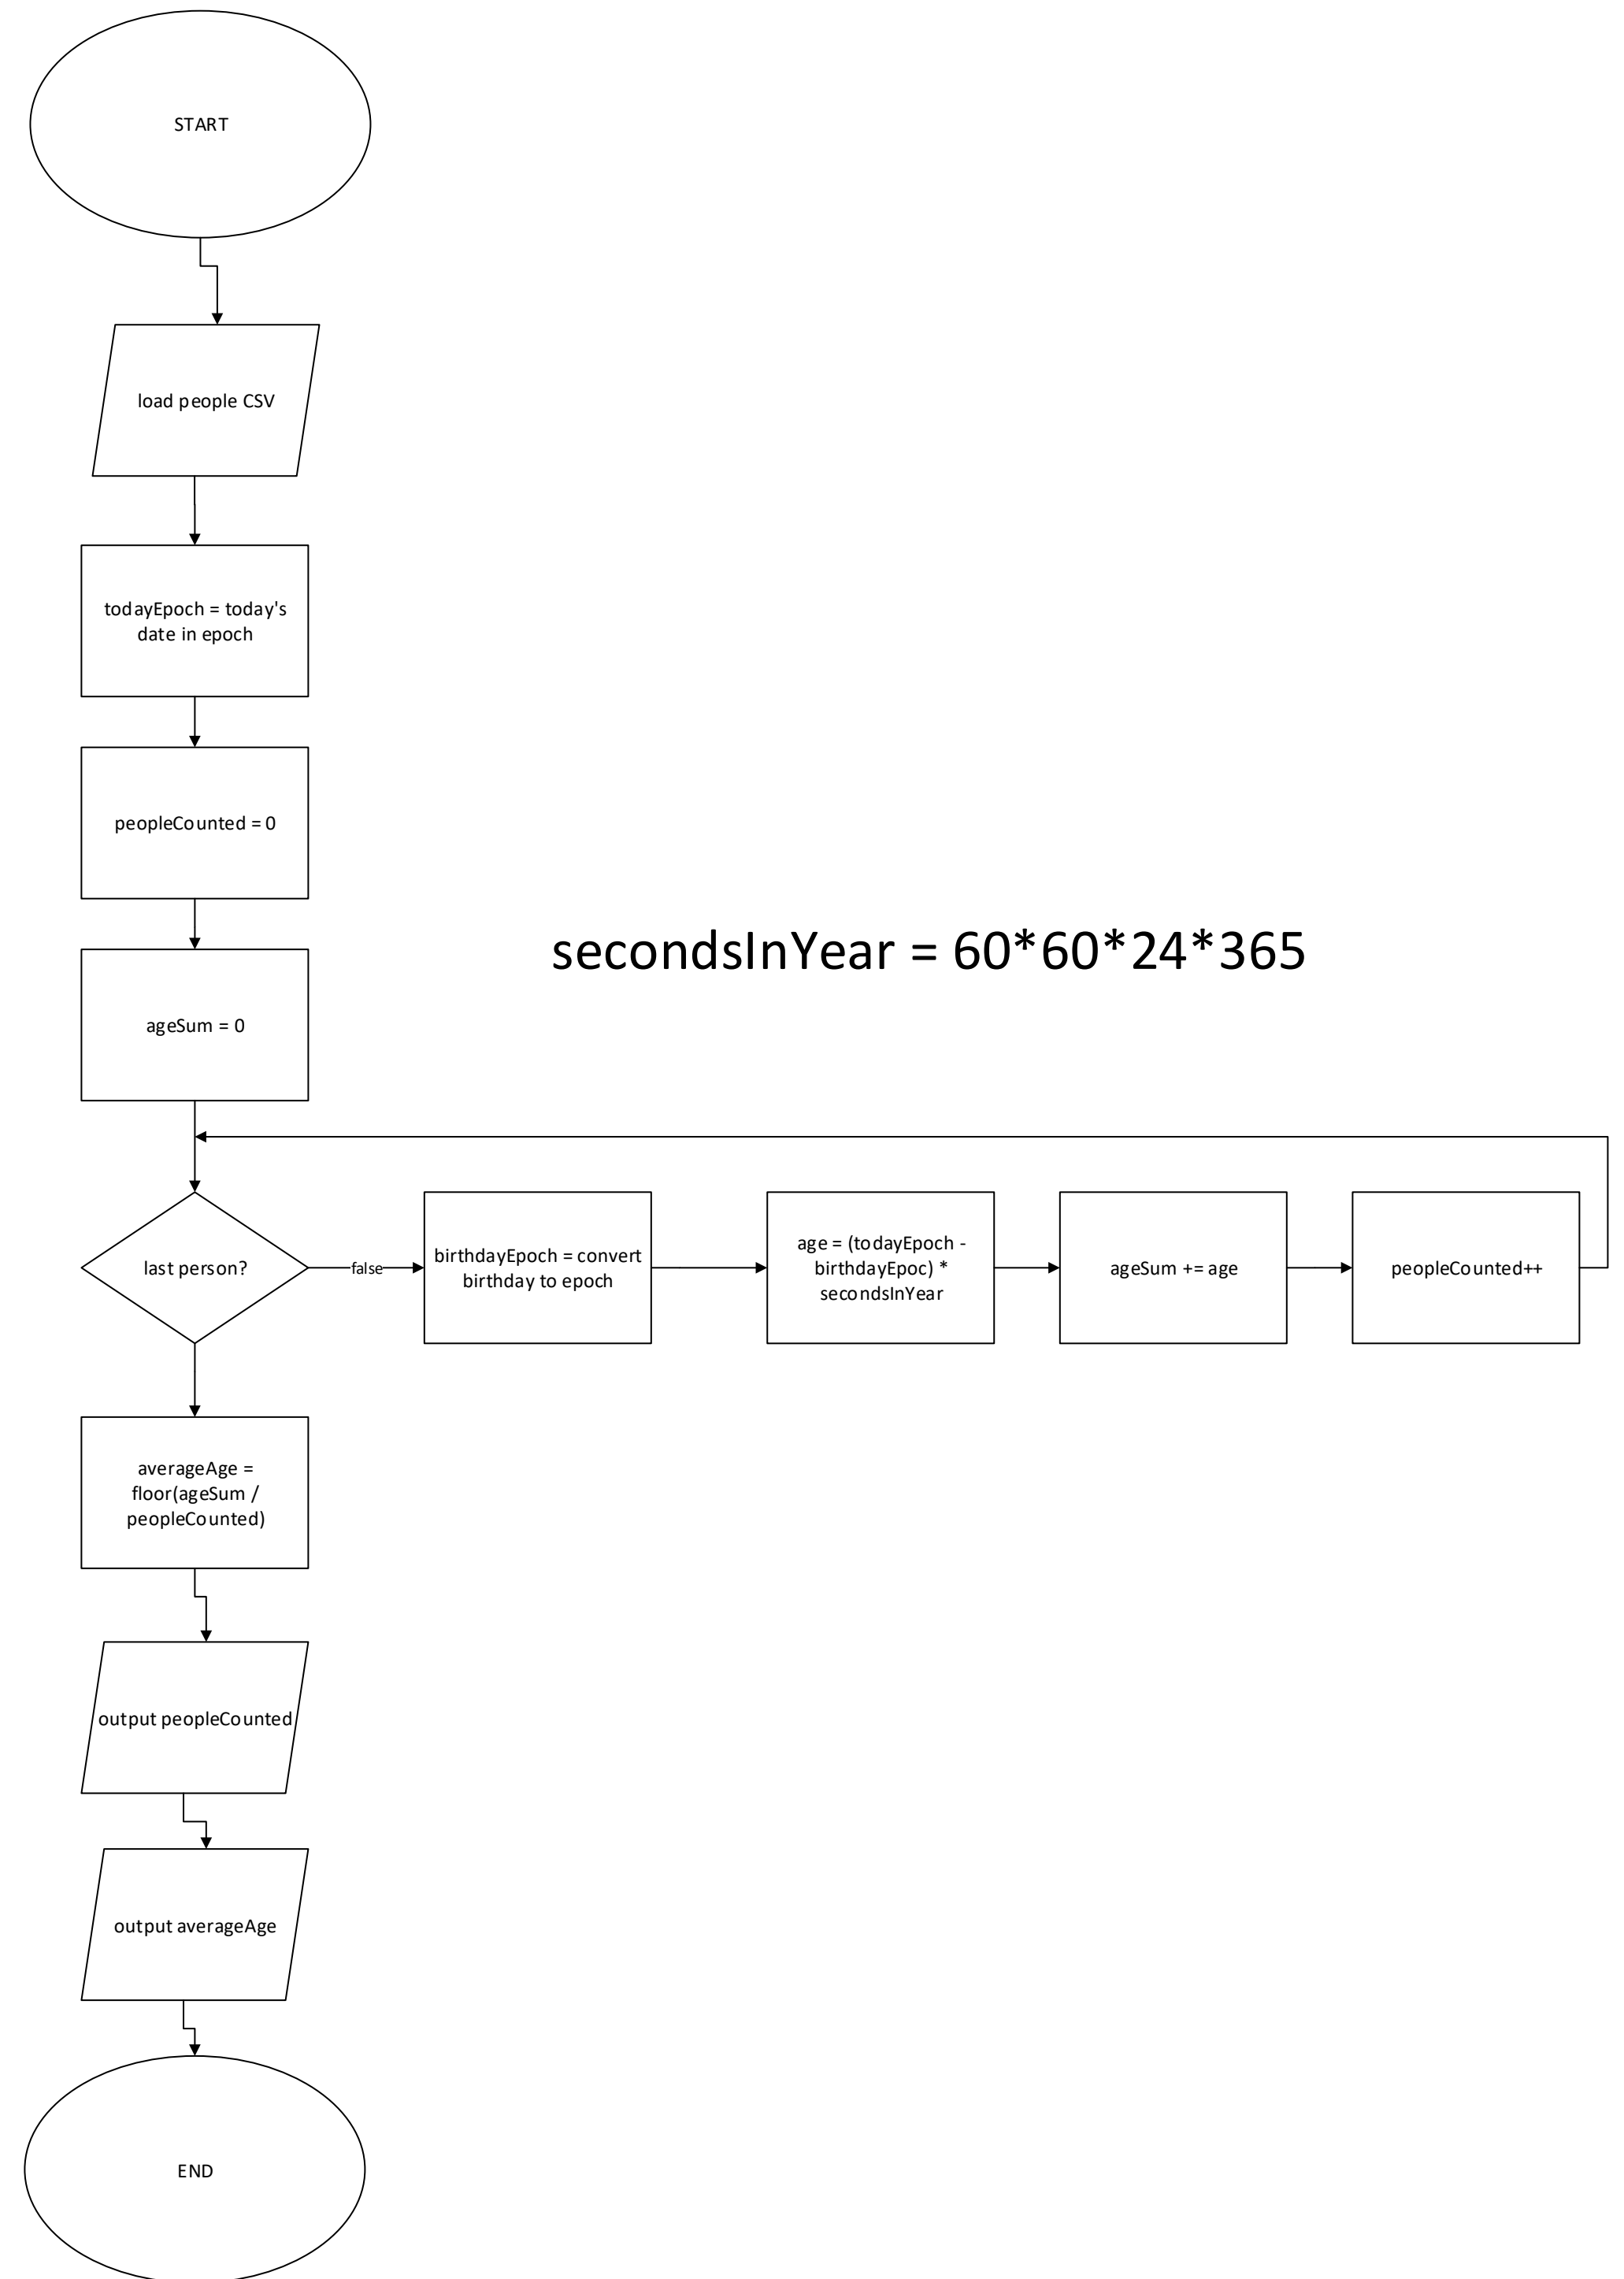 START
load people CSV
todayEpoch = today's
date in epoch
peopleCounted = 0
secondsInYear = 60*60*24*365
ageSum = 0
last person?
false
birthdayEpoch = convert
birthday to epoch
age = (todayEpoch -
birthdayEpoc) *
secondsInYear
ageSum += age
peopleCounted++
averageAge =
floor(ageSum /
peopleCounted)
output peopleCounted
output averageAge
END